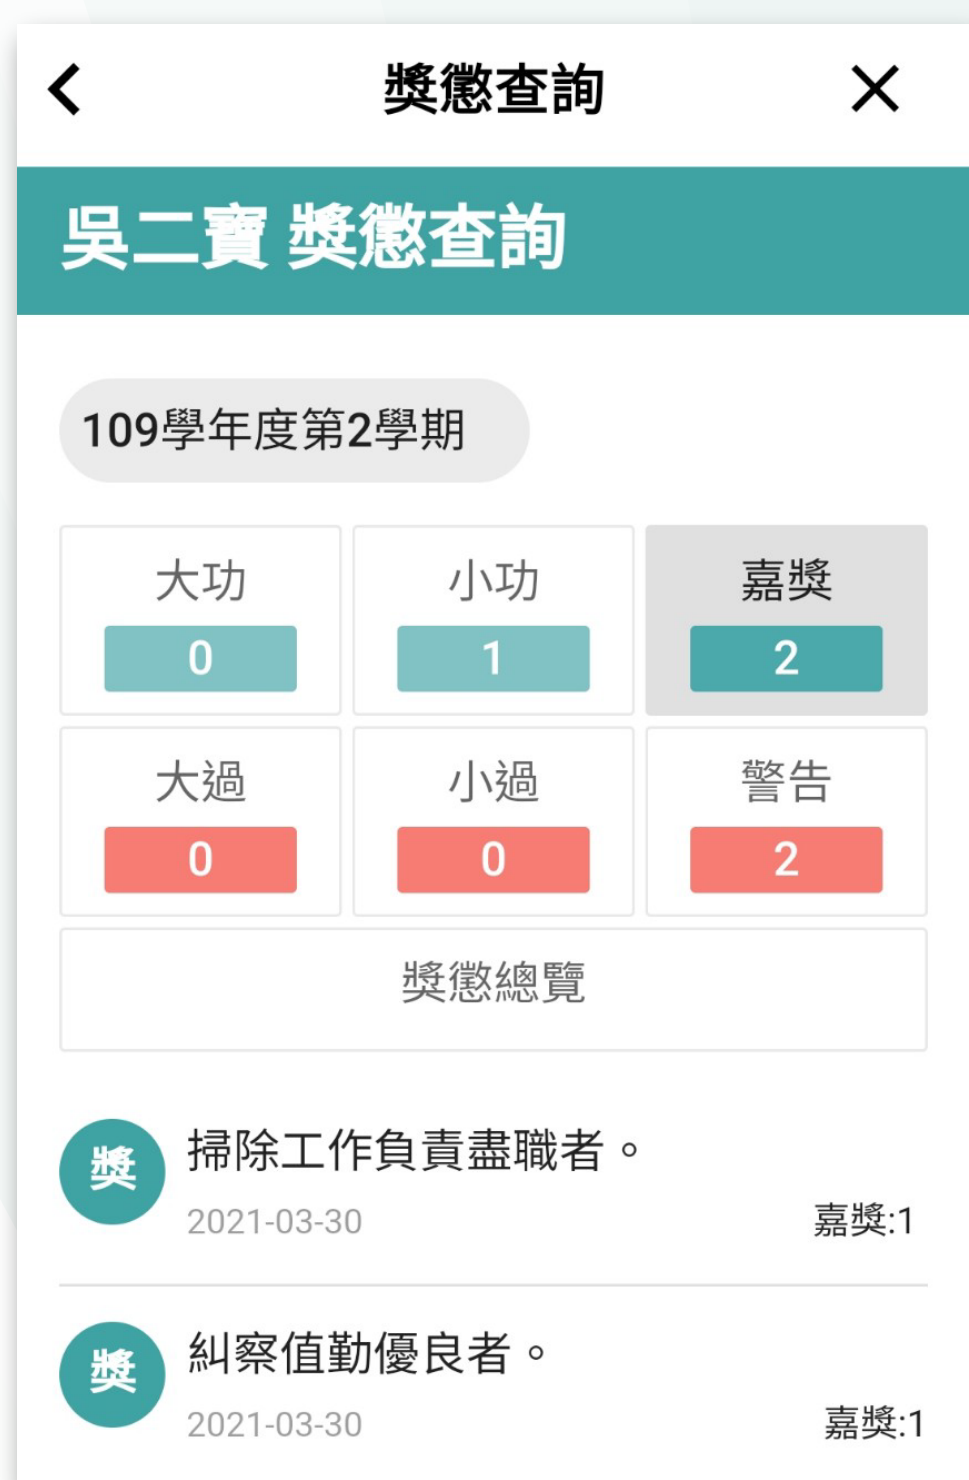 獎懲查詢
吳二寶 獎懲查詢
109學年度第2學期
大功 小功 嘉獎
0 1 2
大過 小過 警告
0 0 2
獎懲總覽
獎 掃除工作負責盡職者。
2021-03-30 嘉獎:1
獎 糾察值勤優良者。
2021-03-30 嘉獎:1